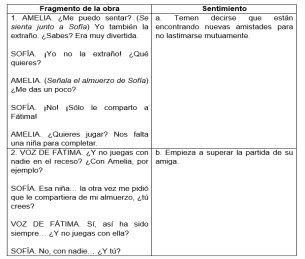 Fragmento de la obra
Sentimiento
1. AMELIA. ¿Me puedo sentar? (Se
sienta junto a Sofía) Yo también la
extraño. ¿Sabes? Era muy divertida.
SOFÍA. ¡Yo no la extraño! ¿Qué
quieres?
AMELIA. (Señala el almuerzo de Sofía)
¿Me das un poco?
SOFÍA. ¡No! ¡Sólo le comparto a
Fátima!
AMELIA. ¿Quieres jugar? Nos falta
una niña para completar.
a. Temen decirse que están
encontrando nuevas amistades para
no lastimarse mutuamente.
2. VOZ DE FÁTIMA. ¿Y no juegas con
nadie en el receso? ¿Con Amelia, por
ejemplo?
SOFÍA. Esa niña... la otra vez me pidió
que le compartiera de mi almuerzo, ¿tú
crees?
VOZ DE FÁTIMA. Sí, así ha sido
siempre... ¿Y no juegas con ella?
SOFÍA. No, con nadie... ¿Y tú?
b. Empieza a superar la partida de su
amiga.